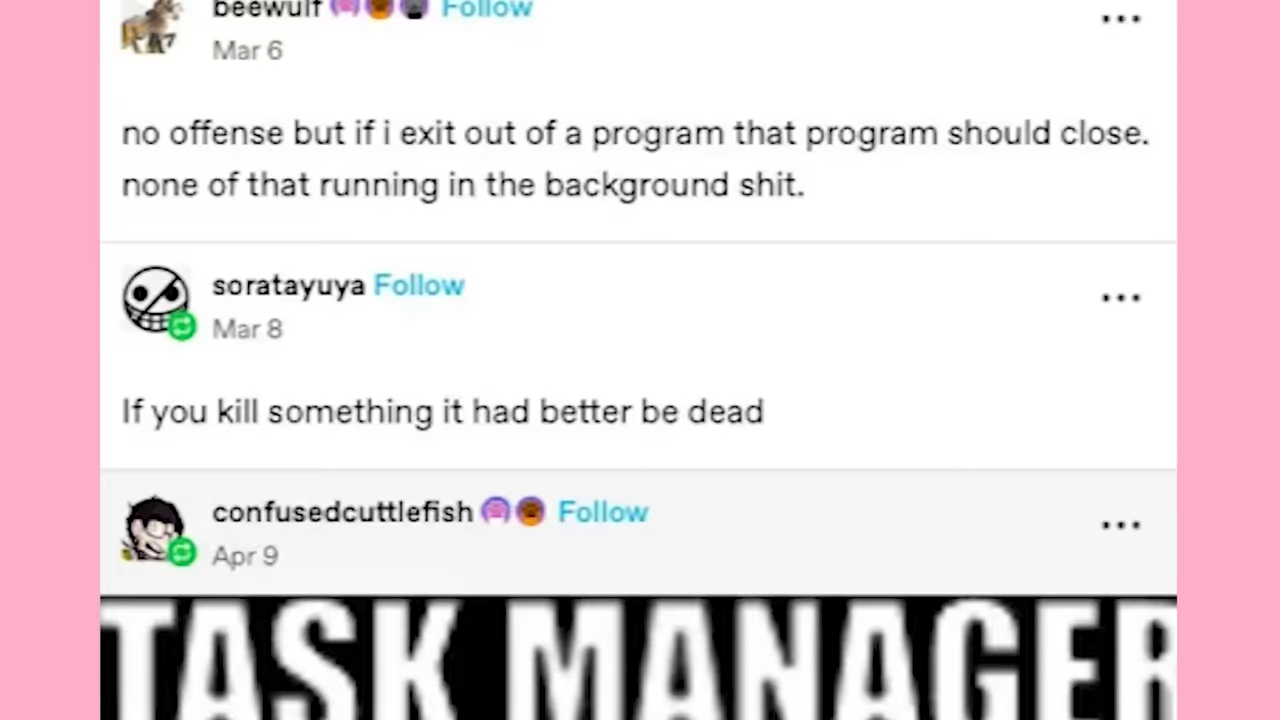 beewulf Follow
Mar 6
no offense but if i exit out of a program that program should close.
none of that running in the background shit.
soratayuya Follow
Mar 8
If you kill something it had better be dead
confusedcuttlefish Follow
Apr 9
TASK MANAGER